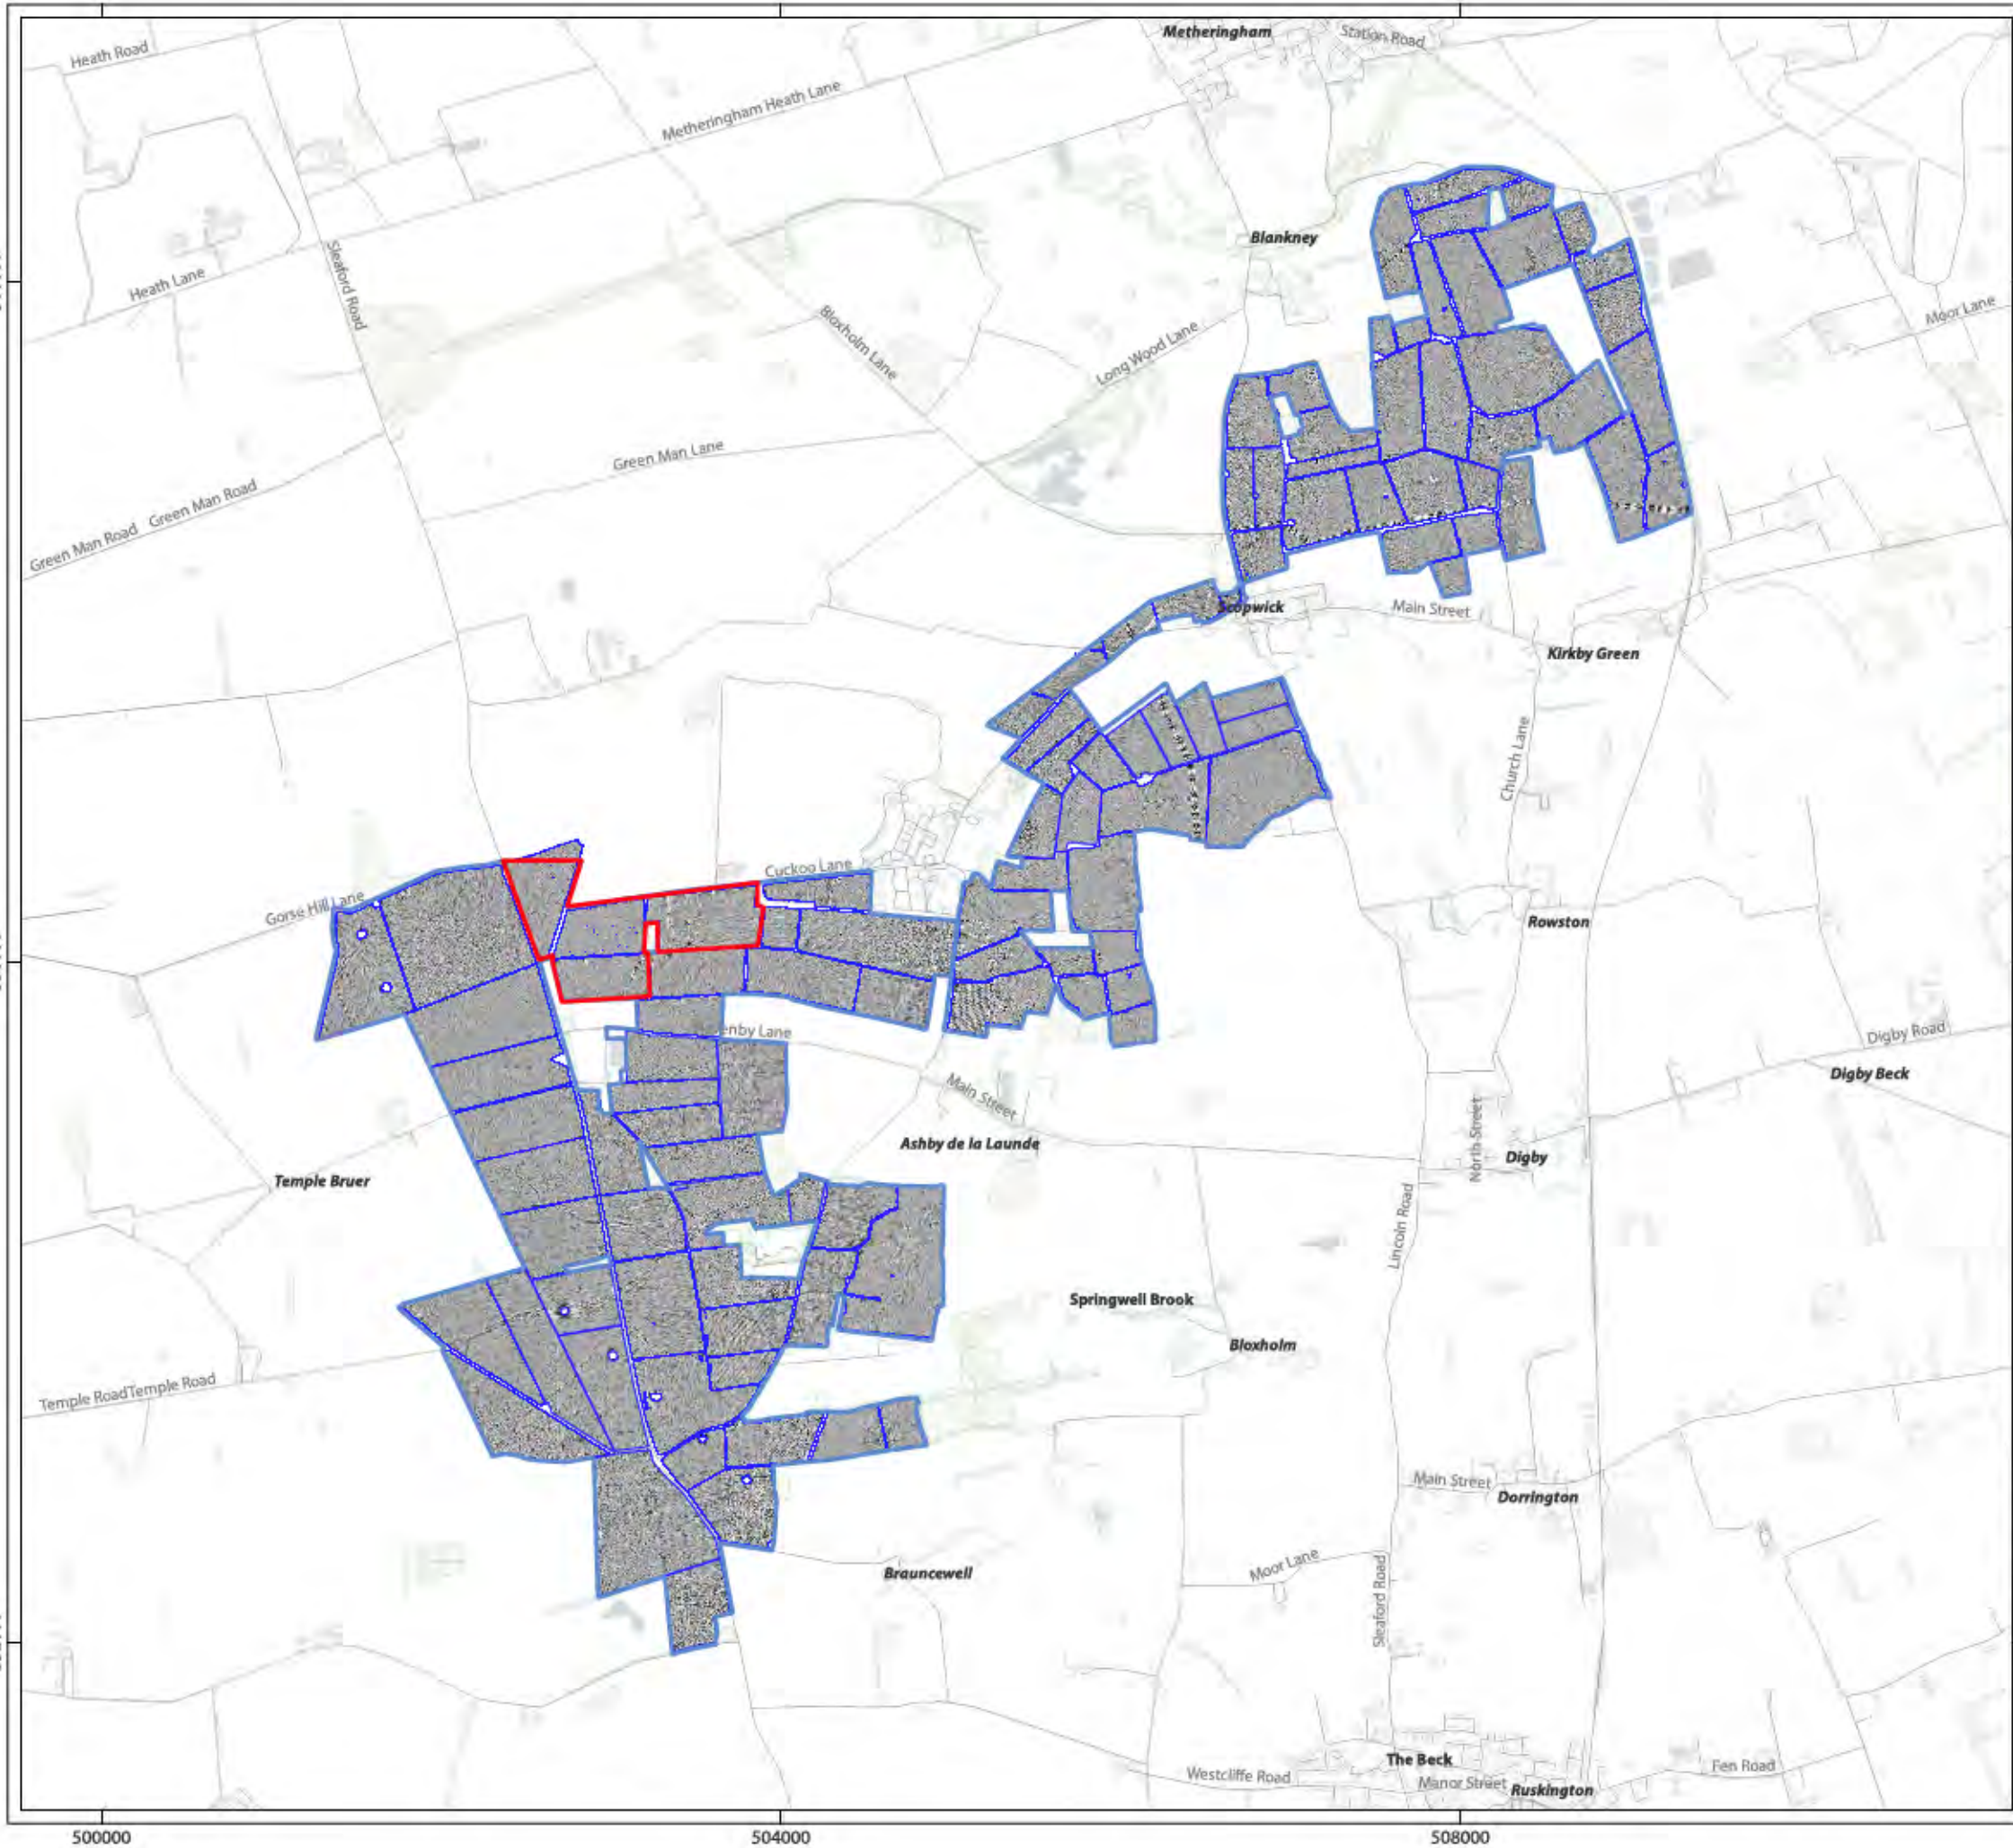 Metheringham
Station Road
Heath Road
Metheringham Heath Lane
Blankney
Heath Lane
Sleaford Road
Moor Lane
Bloxholm Lane
Long Wood Lane
Green Man Lane
Green Man Road
Green Man Road
Scopwick
Main Street
Kirkby Green
Church Lane
Cuckoo Lane
Gorse Hill Lane
Rowston
enby Lane
Digby Road
Digby Beck
Main Street
Ashby de la Launde
North Street
Digby
Temple Bruer
Lincoln Road
Springwell Brook
Bloxholm
Temple RoadTemple Road
Main Street
Dorrington
Moor Lane
Brauncewell
Sleaford Road
The Beck
Fen Road
Westcliffe Road
Manor Street
Ruskington
500000
504000
508000